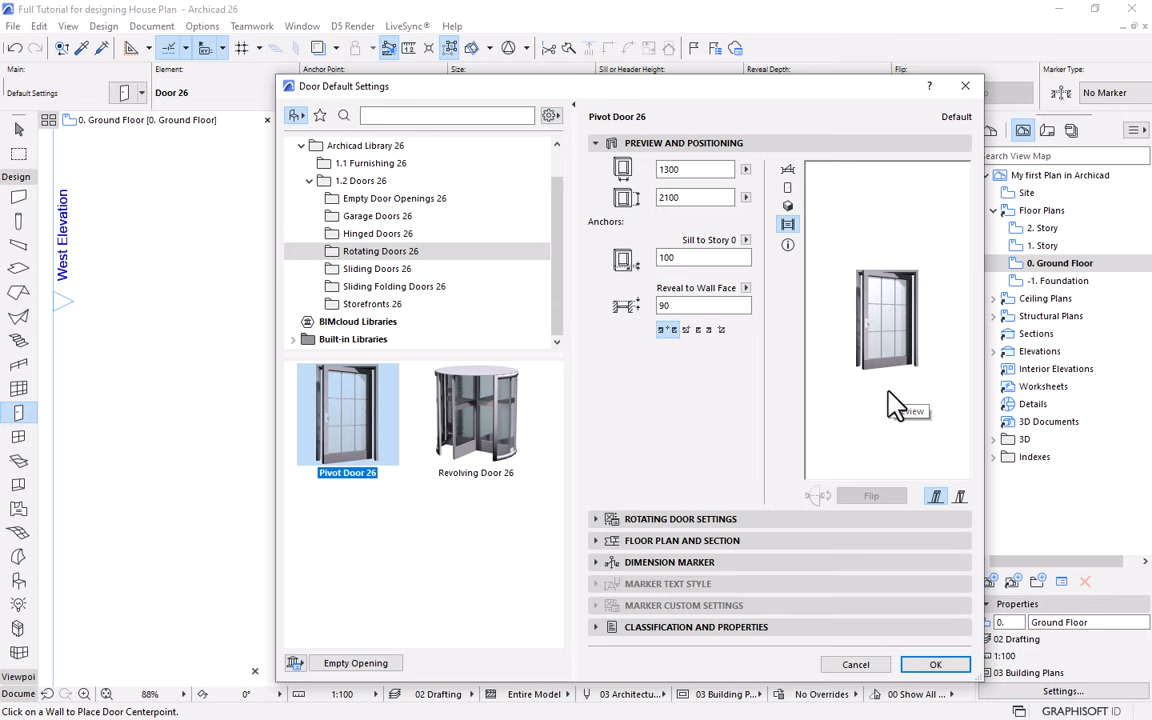 Full Tutorial for designing House Plan - Archicad 26
File Edit View Design Document Options Teamwork Window D5 Render LiveSync® Help
Main: Element: Anchor Point: Size: Sill or Header Height: Reveal Depth: Flip: Marker Type:
Default Settings Door 26 No Marker
Door Default Settings
?
0. Ground Floor [0. Ground Floor]
Pivot Door 26 Default
Archicad Library 26
1.1 Furnishing 26
1.2 Doors 26
Empty Door Openings 26
Garage Doors 26
Hinged Doors 26
Rotating Doors 26
Sliding Doors 26
Sliding Folding Doors 26
Storefronts 26
BIMcloud Libraries
Built-in Libraries
Pivot Door 26
Revolving Door 26
Empty Opening
PREVIEW AND POSITIONING
1300
2100
Anchors:
Sill to Story 0
100
Reveal to Wall Face
90
Flip
ROTATING DOOR SETTINGS
FLOOR PLAN AND SECTION
DIMENSION MARKER
MARKER TEXT STYLE
MARKER CUSTOM SETTINGS
CLASSIFICATION AND PROPERTIES
Cancel OK
Design
West Elevation
Viewpoi
Docume
earch View Map
My first Plan in Archicad
Site
Floor Plans
2. Story
1. Story
0. Ground Floor
-1. Foundation
Ceiling Plans
Structural Plans
Sections
Elevations
Interior Elevations
Worksheets
Details
3D Documents
3D
Indexes
Properties
0. Ground Floor
02 Drafting
1:100
03 Building Plans
Settings...
88% 0° 1:100 02 Drafting Entire Model 03 Architectu... 03 Building P... No Overrides 00 Show All ...
Click on a Wall to Place Door Centerpoint.
GRAPHISOFT ID